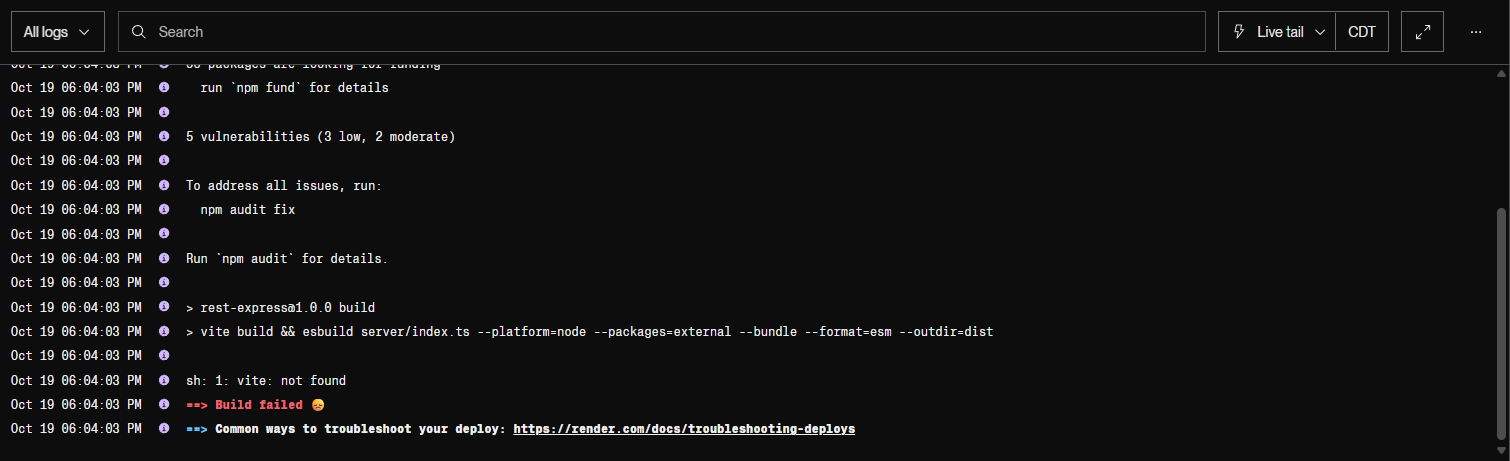 All logs
Search
Live tail
CDT
packages are looking for funding
Oct 19 06:04:03 PM run `npm fund` for details
Oct 19 06:04:03 PM
Oct 19 06:04:03 PM 5 vulnerabilities (3 low, 2 moderate)
Oct 19 06:04:03 PM
Oct 19 06:04:03 PM To address all issues, run:
Oct 19 06:04:03 PM npm audit fix
Oct 19 06:04:03 PM
Oct 19 06:04:03 PM Run `npm audit` for details.
Oct 19 06:04:03 PM
Oct 19 06:04:03 PM > rest-express@1.0.0 build
Oct 19 06:04:03 PM > vite build && esbuild server/index.ts --platform=node --packages=external --bundle --format=esm --outdir=dist
Oct 19 06:04:03 PM
Oct 19 06:04:03 PM sh: 1: vite: not found
Oct 19 06:04:03 PM ==> Build failed 😞
Oct 19 06:04:03 PM ==> Common ways to troubleshoot your deploy: https://render.com/docs/troubleshooting-deploys